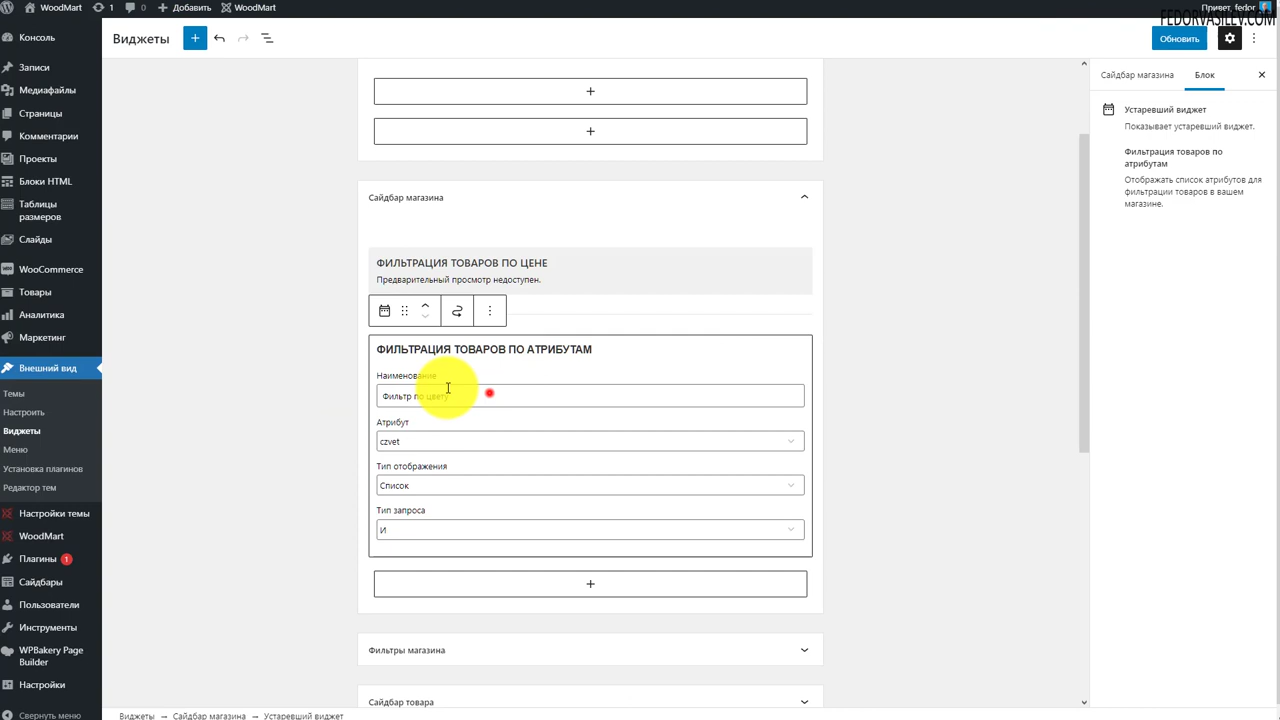 WoodMart
1
0
Добавить
WoodMart
Привет, fedor
FEDORVASILEV.COM
Консоль
Записи
Медиафайлы
Страницы
Комментарии
Проекты
Блоки HTML
Таблицы
размеров
Слайды
WooCommerce
Товары
Аналитика
Маркетинг
Внешний вид
Темы
Настроить
Виджеты
Меню
Установка плагинов
Редактор тем
Настройки темы
WoodMart
Плагины 1
Сайдбары
Пользователи
Инструменты
WPBakery Page
Builder
Настройки
Свернуть меню
Виджеты
Обновить
Сайдбар магазина
ФИЛЬТРАЦИЯ ТОВАРОВ ПО ЦЕНЕ
Предварительный просмотр недоступен.
ФИЛЬТРАЦИЯ ТОВАРОВ ПО АТРИБУТАМ
Наименование
Фильтр по цвету
Атрибут
czvet
Тип отображения
Список
Тип запроса
И
Фильтры магазина
Сайдбар товара
Сайдбар магазина
Блок
Устаревший виджет
Показывает устаревший виджет.
Фильтрация товаров по
атрибутам
Отображать список атрибутов для
фильтрации товаров в вашем
магазине.
Виджеты → Сайдбар магазина → Устаревший виджет